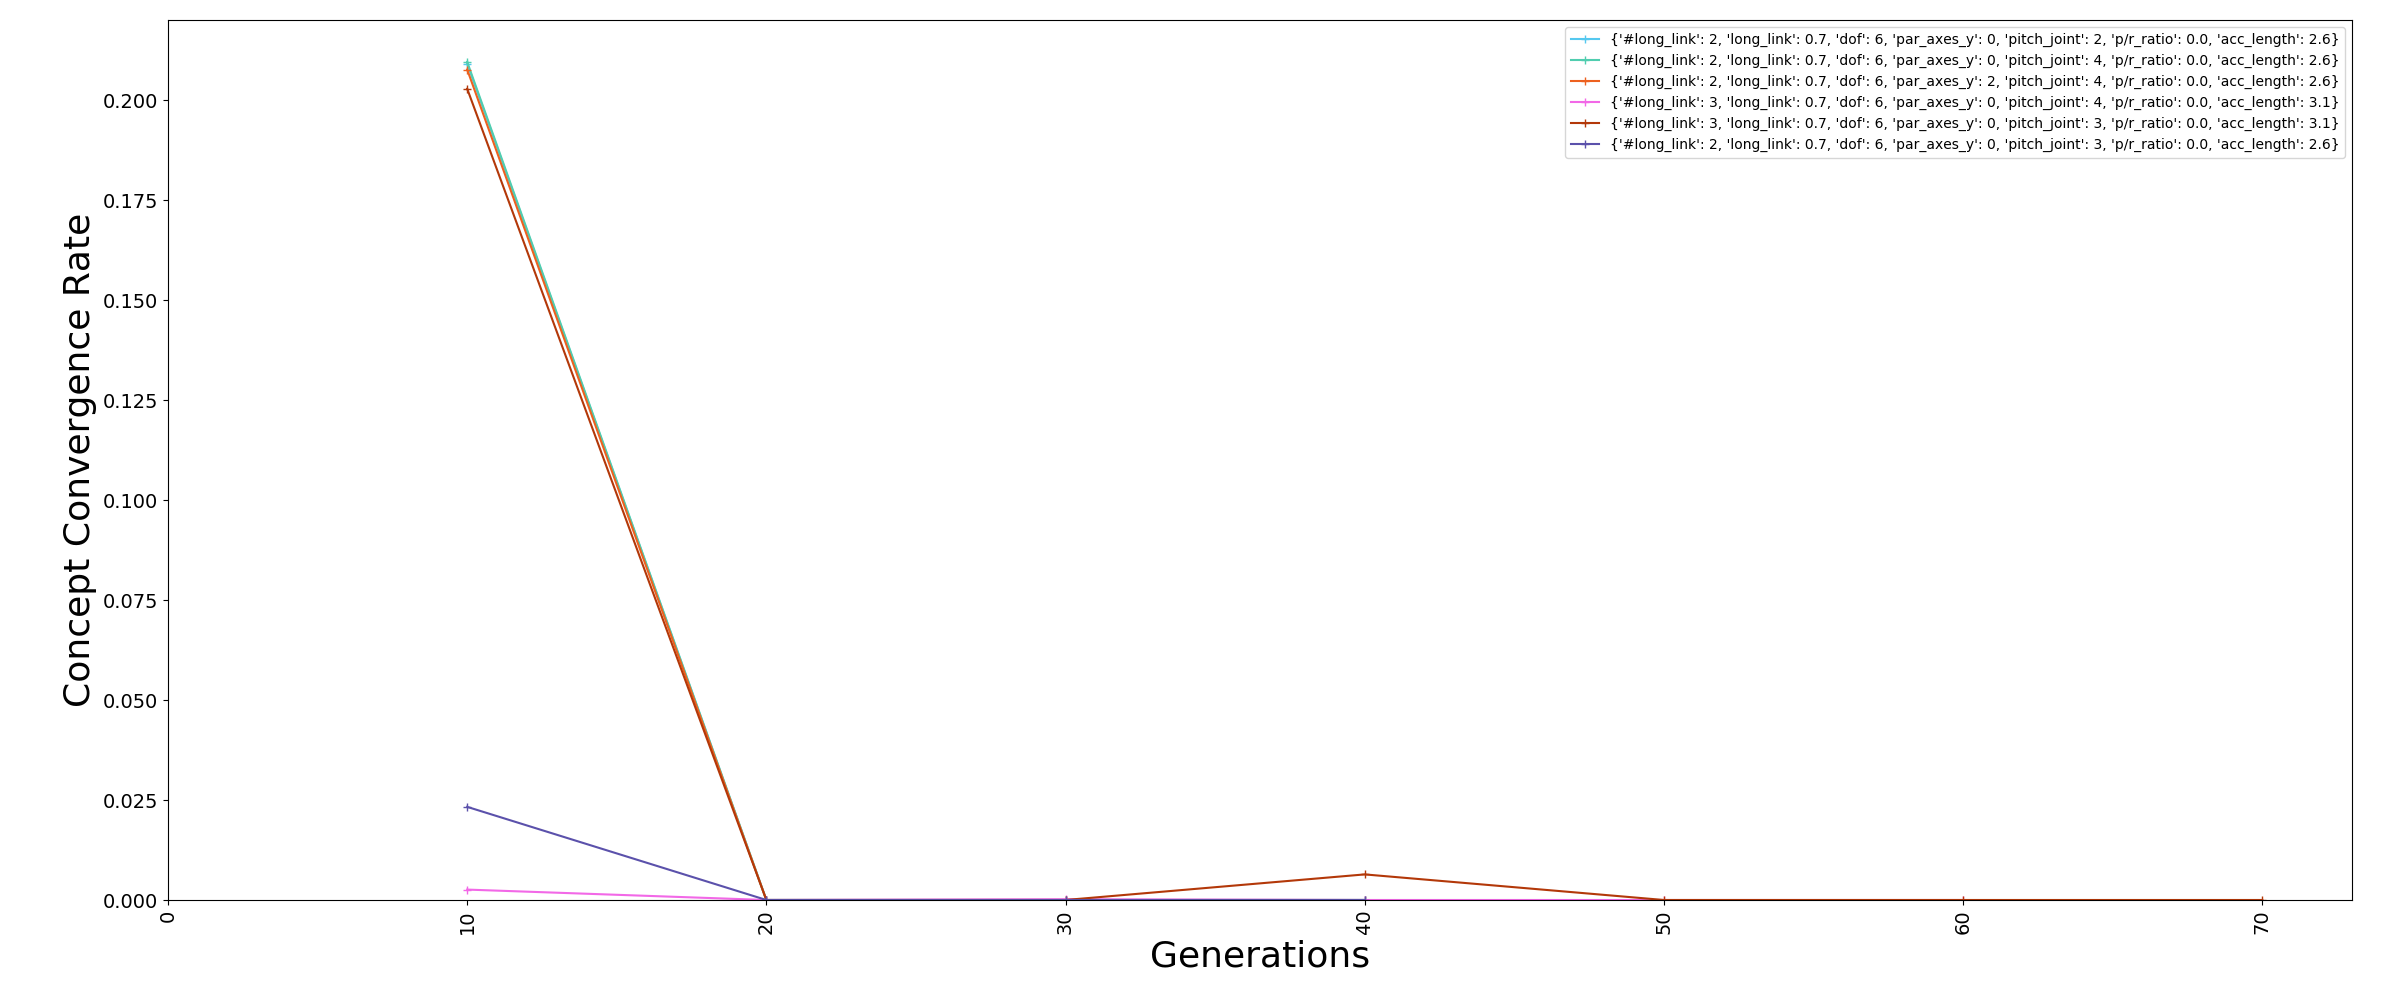 {'#long_link': 2, 'long_link': 0.7, 'dof': 6, 'par_axes_y': 0, 'pitch_joint': 2, 'p/r_ratio': 0.0, 'acc_length': 2.6}
{'#long_link': 2, 'long_link': 0.7, 'dof': 6, 'par_axes_y': 0, 'pitch_joint': 4, 'p/r_ratio': 0.0, 'acc_length': 2.6}
{'#long_link': 2, 'long_link': 0.7, 'dof': 6, 'par_axes_y': 2, 'pitch_joint': 4, 'p/r_ratio': 0.0, 'acc_length': 2.6}
{'#long_link': 3, 'long_link': 0.7, 'dof': 6, 'par_axes_y': 0, 'pitch_joint': 4, 'p/r_ratio': 0.0, 'acc_length': 3.1}
{'#long_link': 3, 'long_link': 0.7, 'dof': 6, 'par_axes_y': 0, 'pitch_joint': 3, 'p/r_ratio': 0.0, 'acc_length': 3.1}
{'#long_link': 2, 'long_link': 0.7, 'dof': 6, 'par_axes_y': 0, 'pitch_joint': 3, 'p/r_ratio': 0.0, 'acc_length': 2.6}
Concept Convergence Rate
0.200
0.175
0.150
0.125
0.100
0.075
0.050
0.025
0.000
0
10
20
30
40
50
60
70
Generations